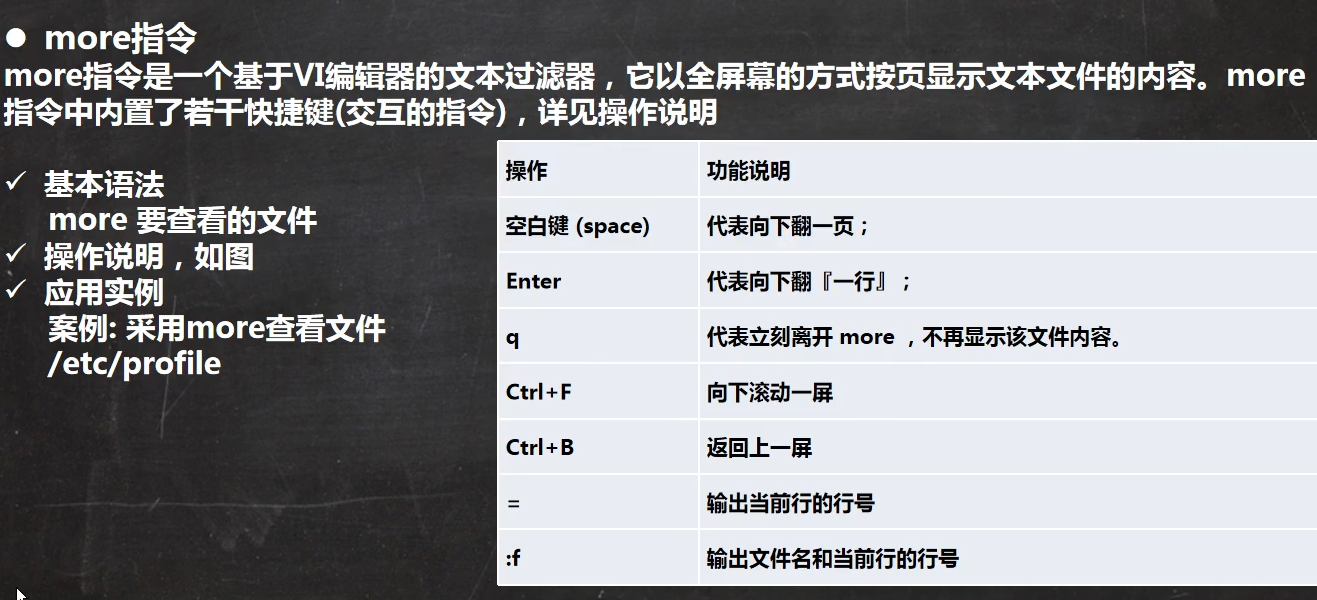 ● more指令
more指令是一个基于VI编辑器的文本过滤器，它以全屏幕的方式按页显示文本文件的内容。more
指令中内置了若干快捷键(交互的指令)，详见操作说明
✓ 基本语法
more 要查看的文件
✓ 操作说明，如图
✓ 应用实例
案例: 采用more查看文件
/etc/profile
操作 功能说明
空白键 (space) 代表向下翻一页；
Enter 代表向下翻『一行』；
q 代表立刻离开 more ，不再显示该文件内容。
Ctrl+F 向下滚动一屏
Ctrl+B 返回上一屏
= 输出当前行的行号
:f 输出文件名和当前行的行号